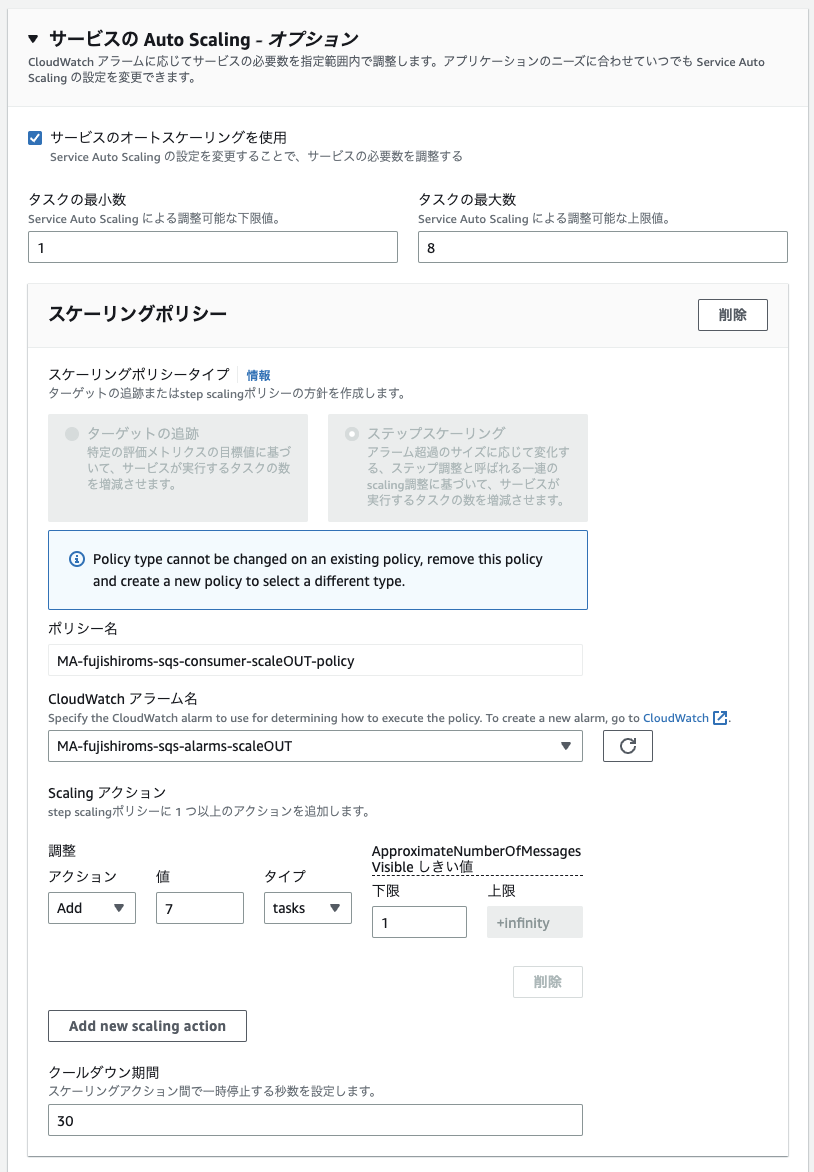 ▼ サービスの Auto Scaling - オプション
CloudWatch アラームに応じてサービスの必要数を指定範囲内で調整します。アプリケーションのニーズに合わせていつでも Service Auto
Scaling の設定を変更できます。
サービスのオートスケーリングを使用
Service Auto Scaling の設定を変更することで、サービスの必要数を調整する
タスクの最小数
Service Auto Scaling による調整可能な下限値。
1
タスクの最大数
Service Auto Scaling による調整可能な上限値。
8
スケーリングポリシー
削除
スケーリングポリシータイプ 情報
ターゲットの追跡またはstep scalingポリシーの方針を作成します。
ターゲットの追跡
特定の評価メトリクスの目標値に基づ
いて、サービスが実行するタスクの数
を増減させます。
ステップスケーリング
アラーム超過のサイズに応じて変化す
る、ステップ調整と呼ばれる一連の
scaling調整に基づいて、サービスが
実行するタスクの数を増減させます。
Policy type cannot be changed on an existing policy, remove this policy
and create a new policy to select a different type.
ポリシー名
MA-fujishiroms-sqs-consumer-scaleOUT-policy
CloudWatch アラーム名
Specify the CloudWatch alarm to use for determining how to execute the policy. To create a new alarm, go to CloudWatch.
MA-fujishiroms-sqs-alarms-scaleOUT
Scaling アクション
step scalingポリシーに 1 つ以上のアクションを追加します。
調整
アクション
Add
値
7
タイプ
tasks
ApproximateNumberOfMessages
Visible しきい値
下限
1
上限
+infinity
削除
Add new scaling action
クールダウン期間
スケーリングアクション間で一時停止する秒数を設定します。
30